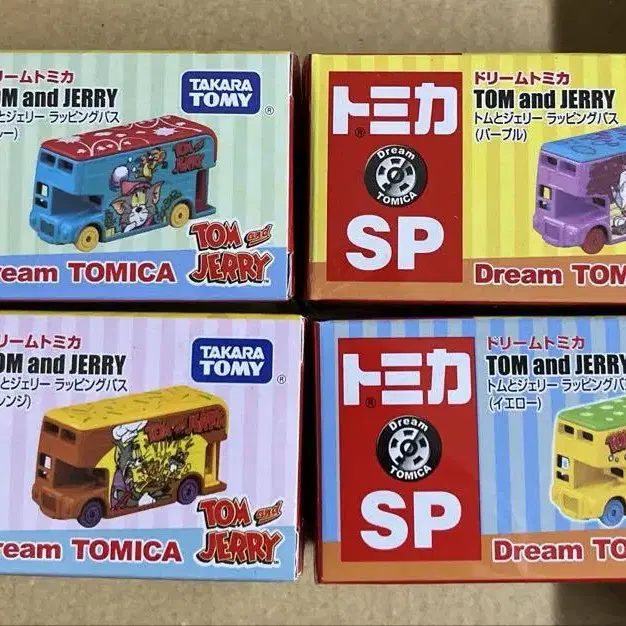 リームトミカ
OM and JERRY
とジェリー ラッピングバス
ルー)
TAKARA
TOMY
®
TOM and
JERRY
TOM and
JERRY
ream TOMICA
トミカ
®
Dream
TOMICA
SP
ドリームトミカ
TOM and JERRY
トムとジェリー ラッピングバス
(パープル)
Dream TOM
リームトミカ
OM and JERRY
とジェリー ラッピングバス
レンジ)
TAKARA
TOMY
®
TOM and JERRY
TOM and
JERRY
ream TOMICA
トミカ
®
Dream
TOMICA
SP
ドリームトミカ
TOM and JERRY
トムとジェリー ラッピングバ
(イエロー)
Dream TO